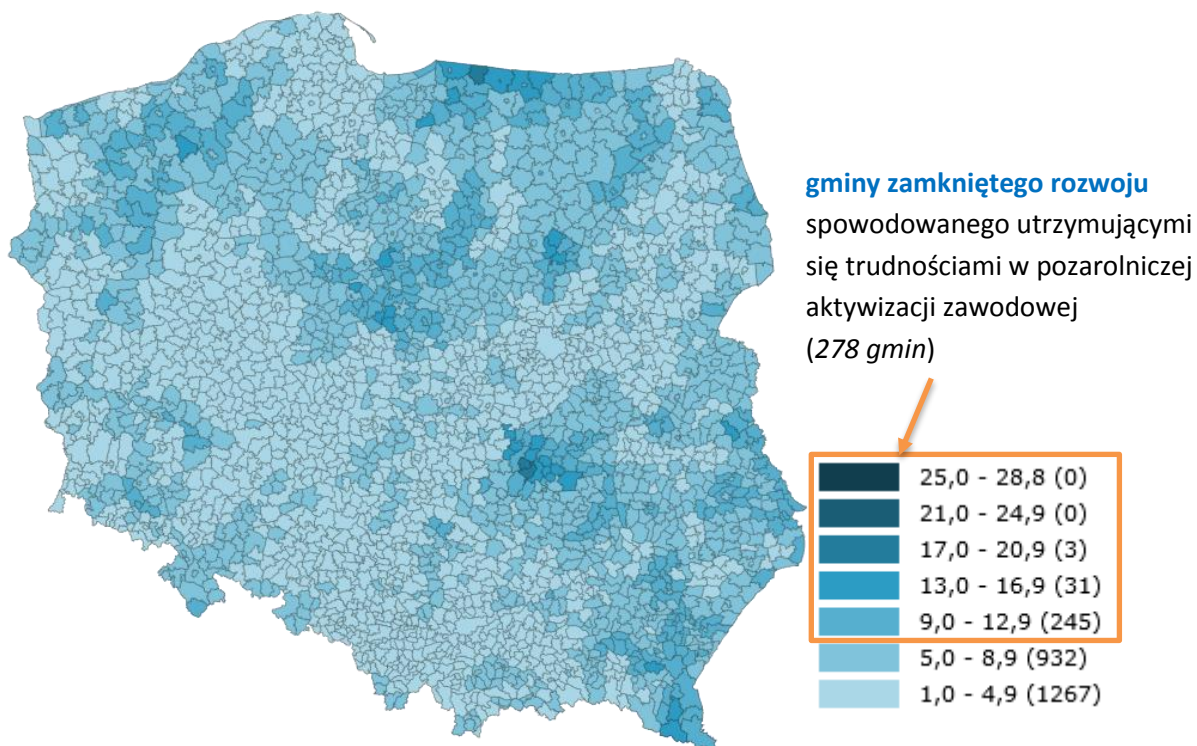 gminy zamkniętego rozwoju
spowodowanego utrzymującymi
się trudnościami w pozarolniczej
aktywizacji zawodowej
(278 gmin)
25,0 - 28,8 (0)
21,0 - 24,9 (0)
17,0 - 20,9 (3)
13,0 - 16,9 (31)
9,0 - 12,9 (245)
5,0 - 8,9 (932)
1,0 - 4,9 (1267)